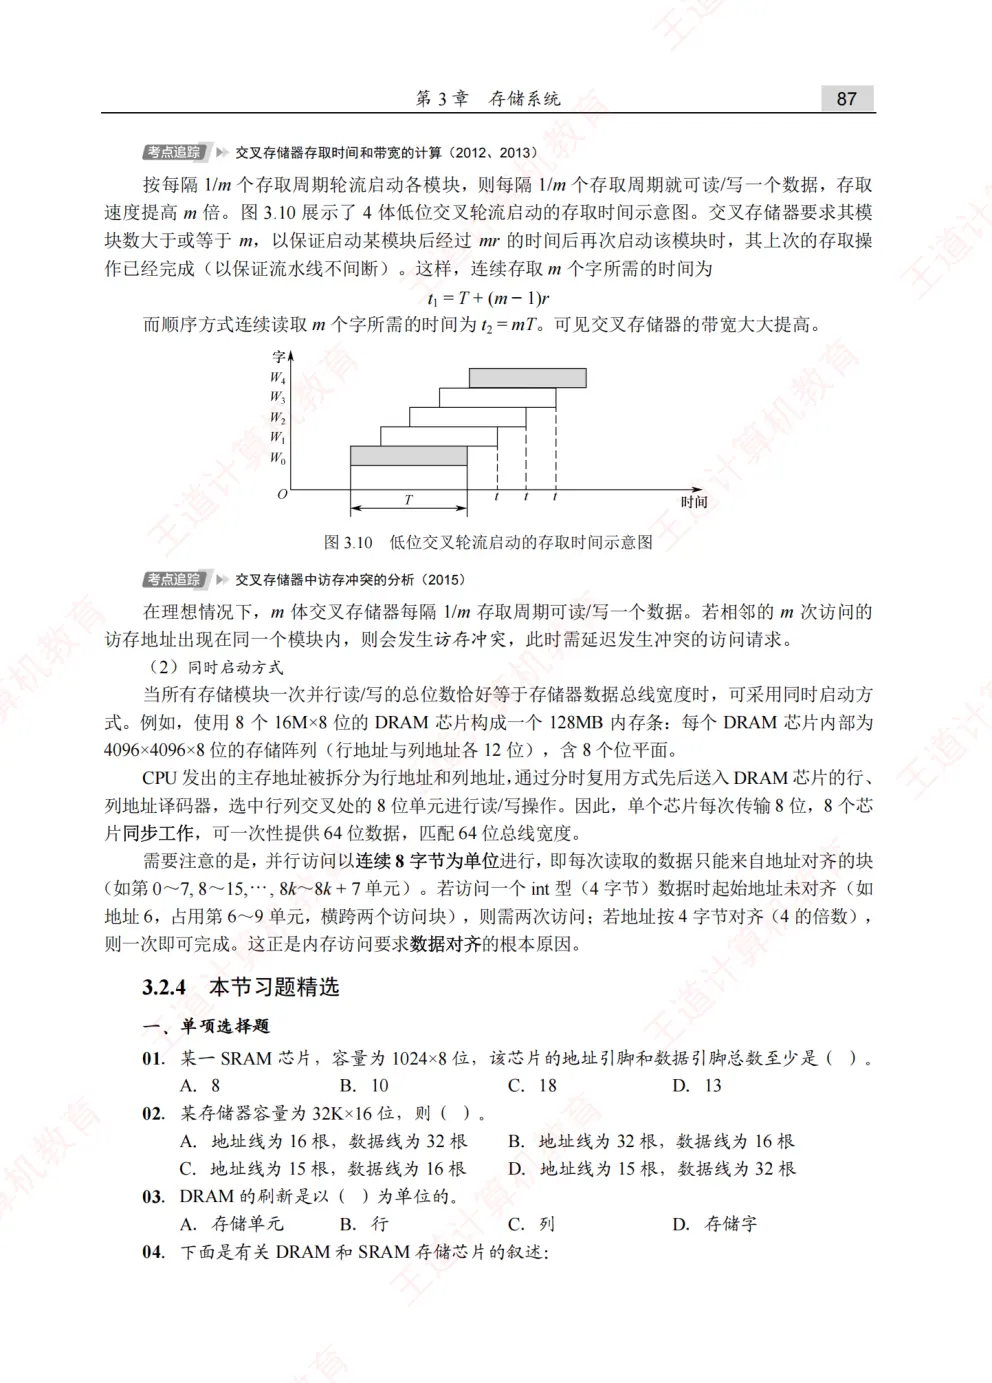 第 3 章 存储系统
87
考点追踪 交叉存储器存取时间和带宽的计算（2012、2013）
按每隔 1/m 个存取周期轮流启动各模块，则每隔 1/m 个存取周期就可读/写一个数据，存取
速度提高 m 倍。图 3.10 展示了 4 体低位交叉轮流启动的存取时间示意图。交叉存储器要求其模
块数大于或等于 m，以保证启动某模块后经过 mr 的时间后再次启动该模块时，其上次的存取操
作已经完成（以保证流水线不间断）。这样，连续存取 m 个字所需的时间为
t₁ = T + (m − 1)r
而顺序方式连续读取 m 个字所需的时间为 t₂ = mT。可见交叉存储器的带宽大大提高。
字
W₄
W₃
W₂
W₁
W₀
O
T
t t t
时间
图 3.10 低位交叉轮流启动的存取时间示意图
考点追踪 交叉存储器中访存冲突的分析（2015）
在理想情况下，m 体交叉存储器每隔 1/m 存取周期可读/写一个数据。若相邻的 m 次访问的
访存地址出现在同一个模块内，则会发生访存冲突，此时需延迟发生冲突的访问请求。
（2）同时启动方式
当所有存储模块一次并行读/写的总位数恰好等于存储器数据总线宽度时，可采用同时启动方
式。例如，使用 8 个 16M×8 位的 DRAM 芯片构成一个 128MB 内存条：每个 DRAM 芯片内部为
4096×4096×8 位的存储阵列（行地址与列地址各 12 位），含 8 个位平面。
CPU 发出的主存地址被拆分为行地址和列地址，通过分时复用方式先后送入 DRAM 芯片的行、
列地址译码器，选中行列交叉处的 8 位单元进行读/写操作。因此，单个芯片每次传输 8 位，8 个芯
片同步工作，可一次性提供 64 位数据，匹配 64 位总线宽度。
需要注意的是，并行访问以连续 8 字节为单位进行，即每次读取的数据只能来自地址对齐的块
（如第 0～7, 8～15,⋯, 8k～8k + 7 单元）。若访问一个 int 型（4 字节）数据时起始地址未对齐（如
地址 6，占用第 6～9 单元，横跨两个访问块），则需两次访问；若地址按 4 字节对齐（4 的倍数），
则一次即可完成。这正是内存访问要求数据对齐的根本原因。
3.2.4 本节习题精选
一、单项选择题
01. 某一 SRAM 芯片，容量为 1024×8 位，该芯片的地址引脚和数据引脚总数至少是（ ）。
A. 8 B. 10 C. 18 D. 13
02. 某存储器容量为 32K×16 位，则（ ）。
A. 地址线为 16 根，数据线为 32 根 B. 地址线为 32 根，数据线为 16 根
C. 地址线为 15 根，数据线为 16 根 D. 地址线为 15 根，数据线为 32 根
03. DRAM 的刷新是以（ ）为单位的。
A. 存储单元 B. 行 C. 列 D. 存储字
04. 下面是有关 DRAM 和 SRAM 存储芯片的叙述：
王道计算机教育